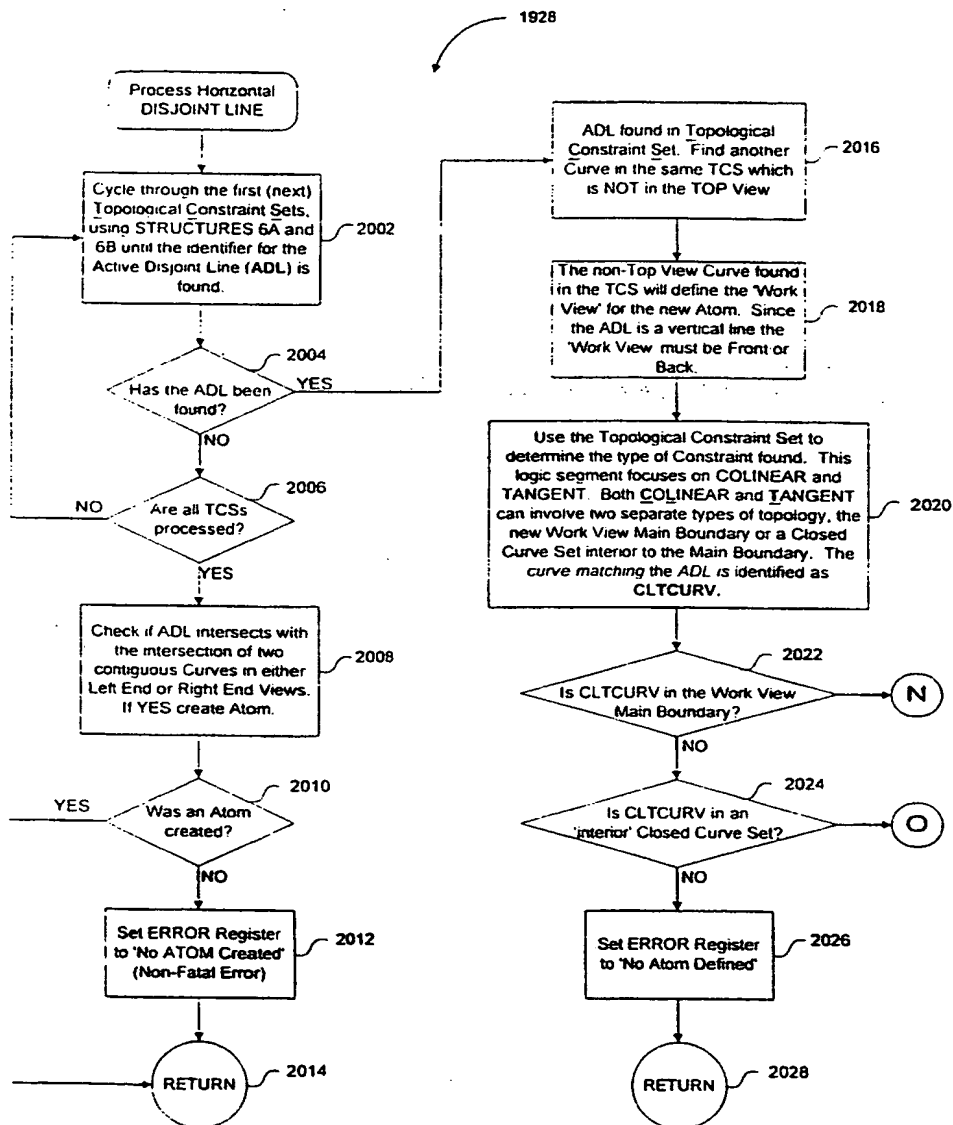 1928
Process Horizontal
DISJOINT LINE
Cycle through the first (next)
Topological Constraint Sets,
using STRUCTURES 6A and
6B until the identifier for the
Active Disjoint Line (ADL) is
found.
2002
2004
Has the ADL been
found?
YES
NO
2006
NO
Are all TCSs
processed?
YES
Check if ADL intersects with
the intersection of two
contiguous Curves in either
Left End or Right End Views.
If YES create Atom.
2008
2010
YES
Was an Atom
created?
NO
Set ERROR Register
to 'No ATOM Created'
(Non-Fatal Error)
2012
RETURN
2014
ADL found in Topological
Constraint Set. Find another
Curve in the same TCS which
is NOT in the TOP View
2016
The non-Top View Curve found
in the TCS will define the 'Work
View' for the new Atom. Since
the ADL is a vertical line the
'Work View must be Front or
Back.
2018
Use the Topological Constraint Set to
determine the type of Constraint found. This
logic segment focuses on COLINEAR and
TANGENT. Both COLINEAR and TANGENT
can involve two separate types of topology, the
new Work View Main Boundary or a Closed
Curve Set interior to the Main Boundary. The
curve matching the ADL is identified as
CLTCURV.
2020
2022
Is CLTCURV in the Work View
Main Boundary?
N
NO
2024
Is CLTCURV in an
'interior' Closed Curve Set?
O
NO
Set ERROR Register
to 'No Atom Defined'
2026
RETURN
2028